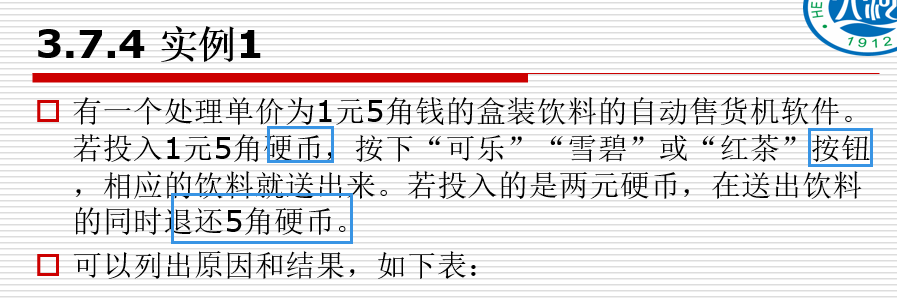 3.7.4 实例1
HE
1912
有一个处理单价为1元5角钱的盒装饮料的自动售货机软件。
若投入1元5角硬币，按下“可乐”“雪碧”或“红茶”按钮
，相应的饮料就送出来。若投入的是两元硬币，在送出饮料
的同时退还5角硬币。
可以列出原因和结果，如下表：